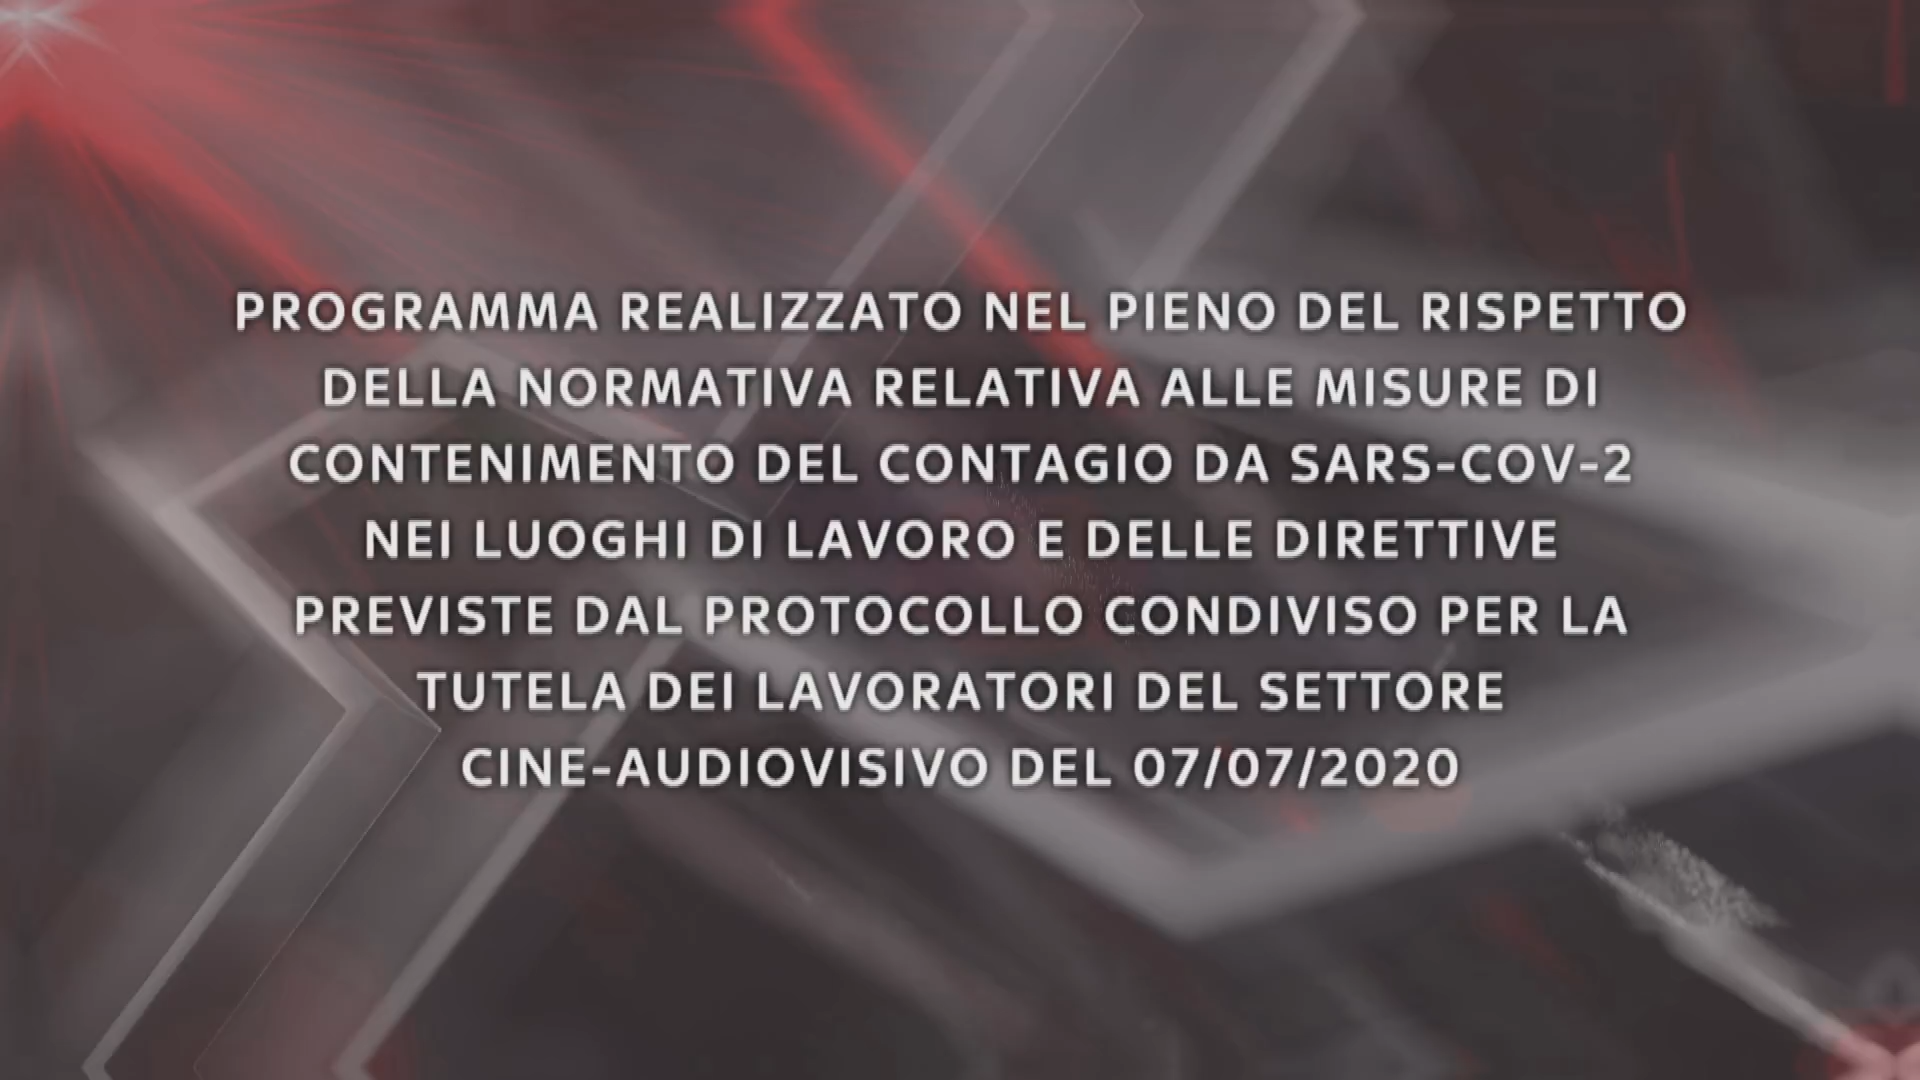 PROGRAMMA REALIZZATO NEL PIENO DEL RISPETTO
DELLA NORMATIVA RELATIVA ALLE MISURE DI
CONTENIMENTO DEL CONTAGIO DA SARS-COV-2
NEI LUOGHI DI LAVORO E DELLE DIRETTIVE
PREVISTE DAL PROTOCOLLO CONDIVISO PER LA
TUTELA DEI LAVORATORI DEL SETTORE
CINE-AUDIOVISIVO DEL 07/07/2020